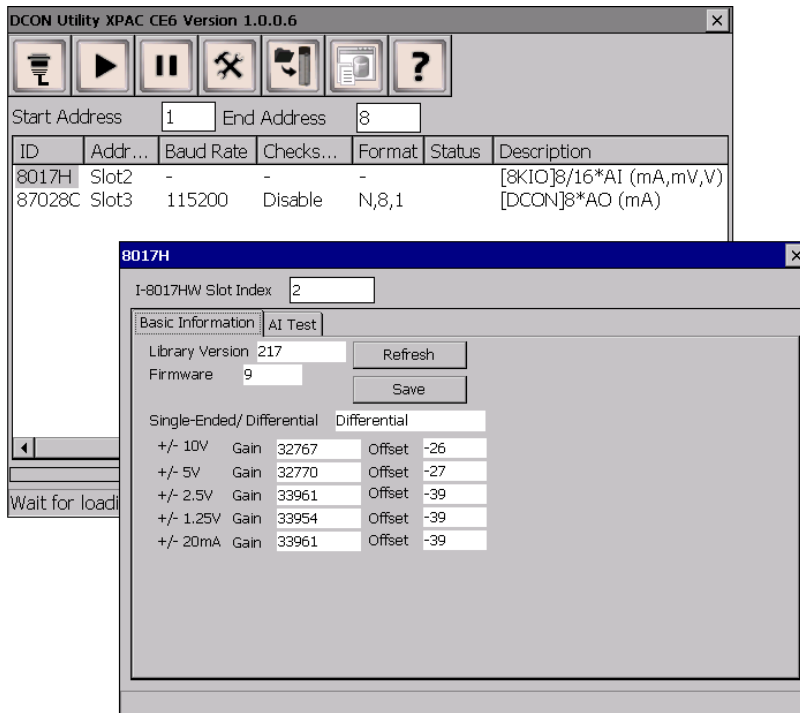 DCON Utility XPAC CE6 Version 1.0.0.6
?
Start Address 1 End Address 8
ID Addr... Baud Rate Checks... Format Status Description
8017H Slot2 - - - [8KIO]8/16*AI (mA,mV,V)
87028C Slot3 115200 Disable N,8,1 [DCON]8*AO (mA)
Wait for loadi
8017H
I-8017HW Slot Index 2
Basic Information AI Test
Library Version 217 Refresh
Firmware 9
Save
Single-Ended/ Differential Differential
+/- 10V Gain 32767 Offset -26
+/- 5V Gain 32770 Offset -27
+/- 2.5V Gain 33961 Offset -39
+/- 1.25V Gain 33954 Offset -39
+/- 20mA Gain 33961 Offset -39